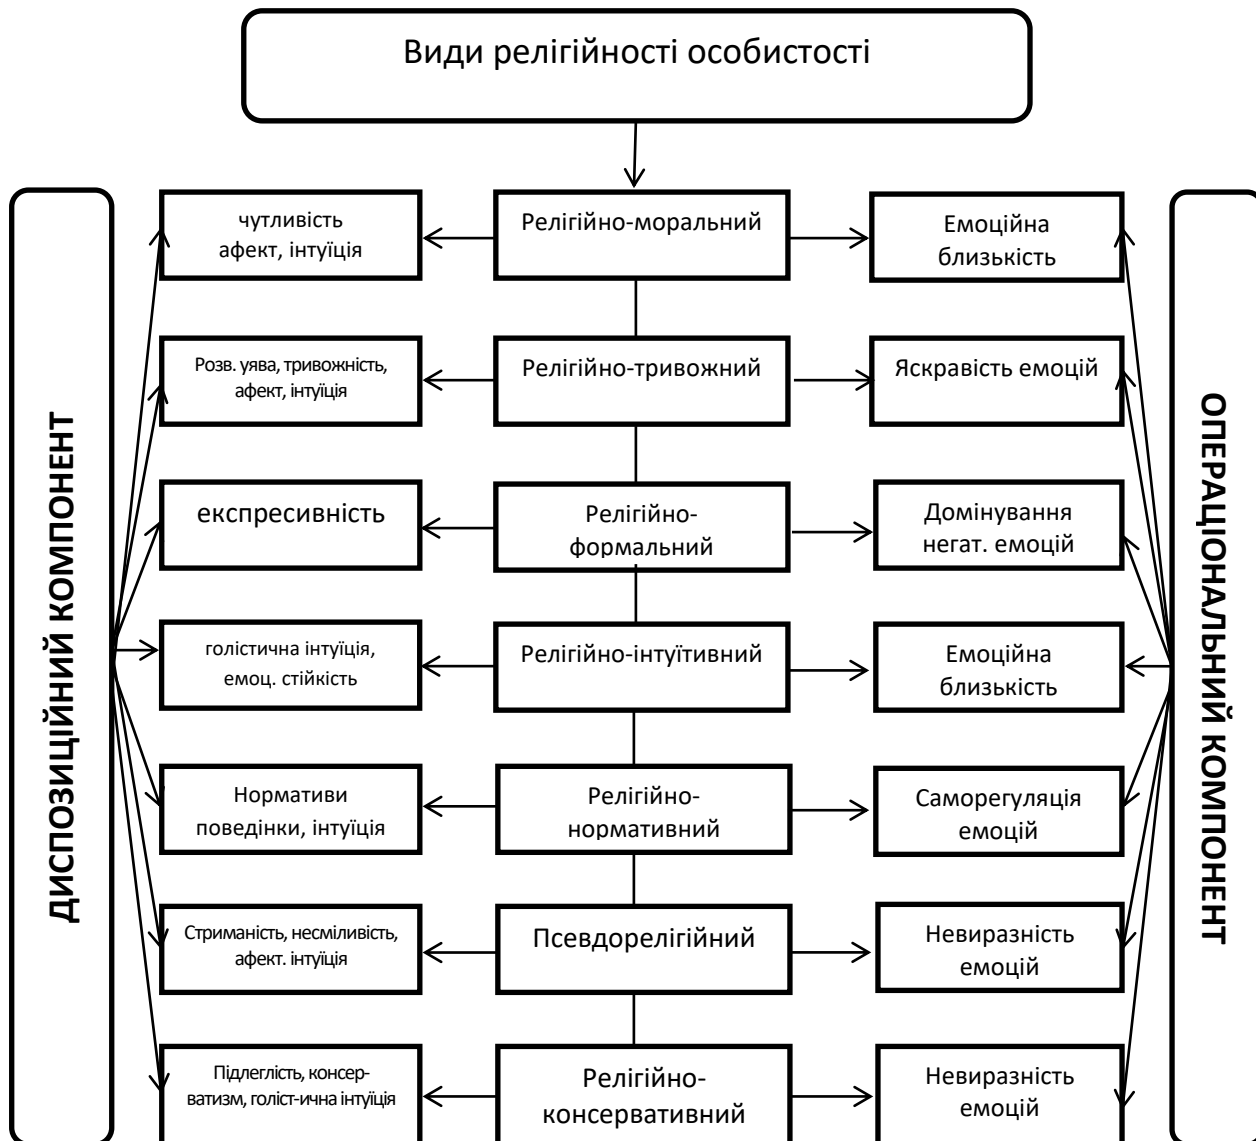 Види релігійності особистості
ДИСПОЗИЦІЙНИЙ КОМПОНЕНТ
чутливість
афект, інтуїція
Релігійно-моральний
Емоційна
близькість
Розв. уява, тривожність,
афект, інтуїція
Релігійно-тривожний
Яскравість емоцій
експресивність
Релігійно-
формальний
Домінування
негат. емоцій
голістична інтуїція,
емоц. стійкість
Релігійно-інтуїтивний
Емоційна
близькість
Нормативи
поведінки, інтуїція
Релігійно-
нормативний
Саморегуляція
емоцій
Стриманість, несміливість,
афект. інтуїція
Псевдорелігійний
Невиразність
емоцій
Підлеглість, консер-
ватизм, голіст-ична інтуїція
Релігійно-
консервативний
Невиразність
емоцій
ОПЕРАЦІОНАЛЬНИЙ КОМПОНЕНТ